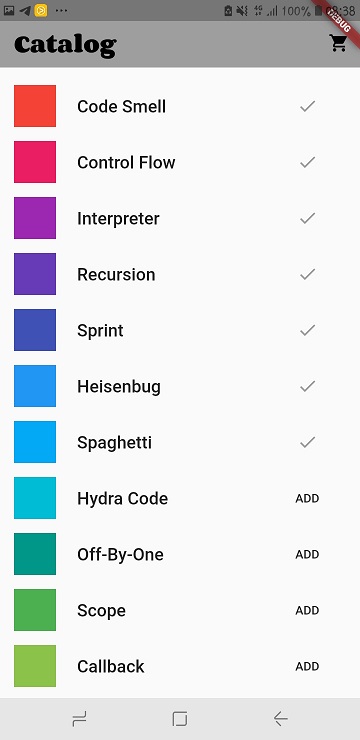 100% 08:38
DEBUG
Catalog
Code Smell
Control Flow
Interpreter
Recursion
Sprint
Heisenbug
Spaghetti
Hydra Code ADD
Off-By-One ADD
Scope ADD
Callback ADD